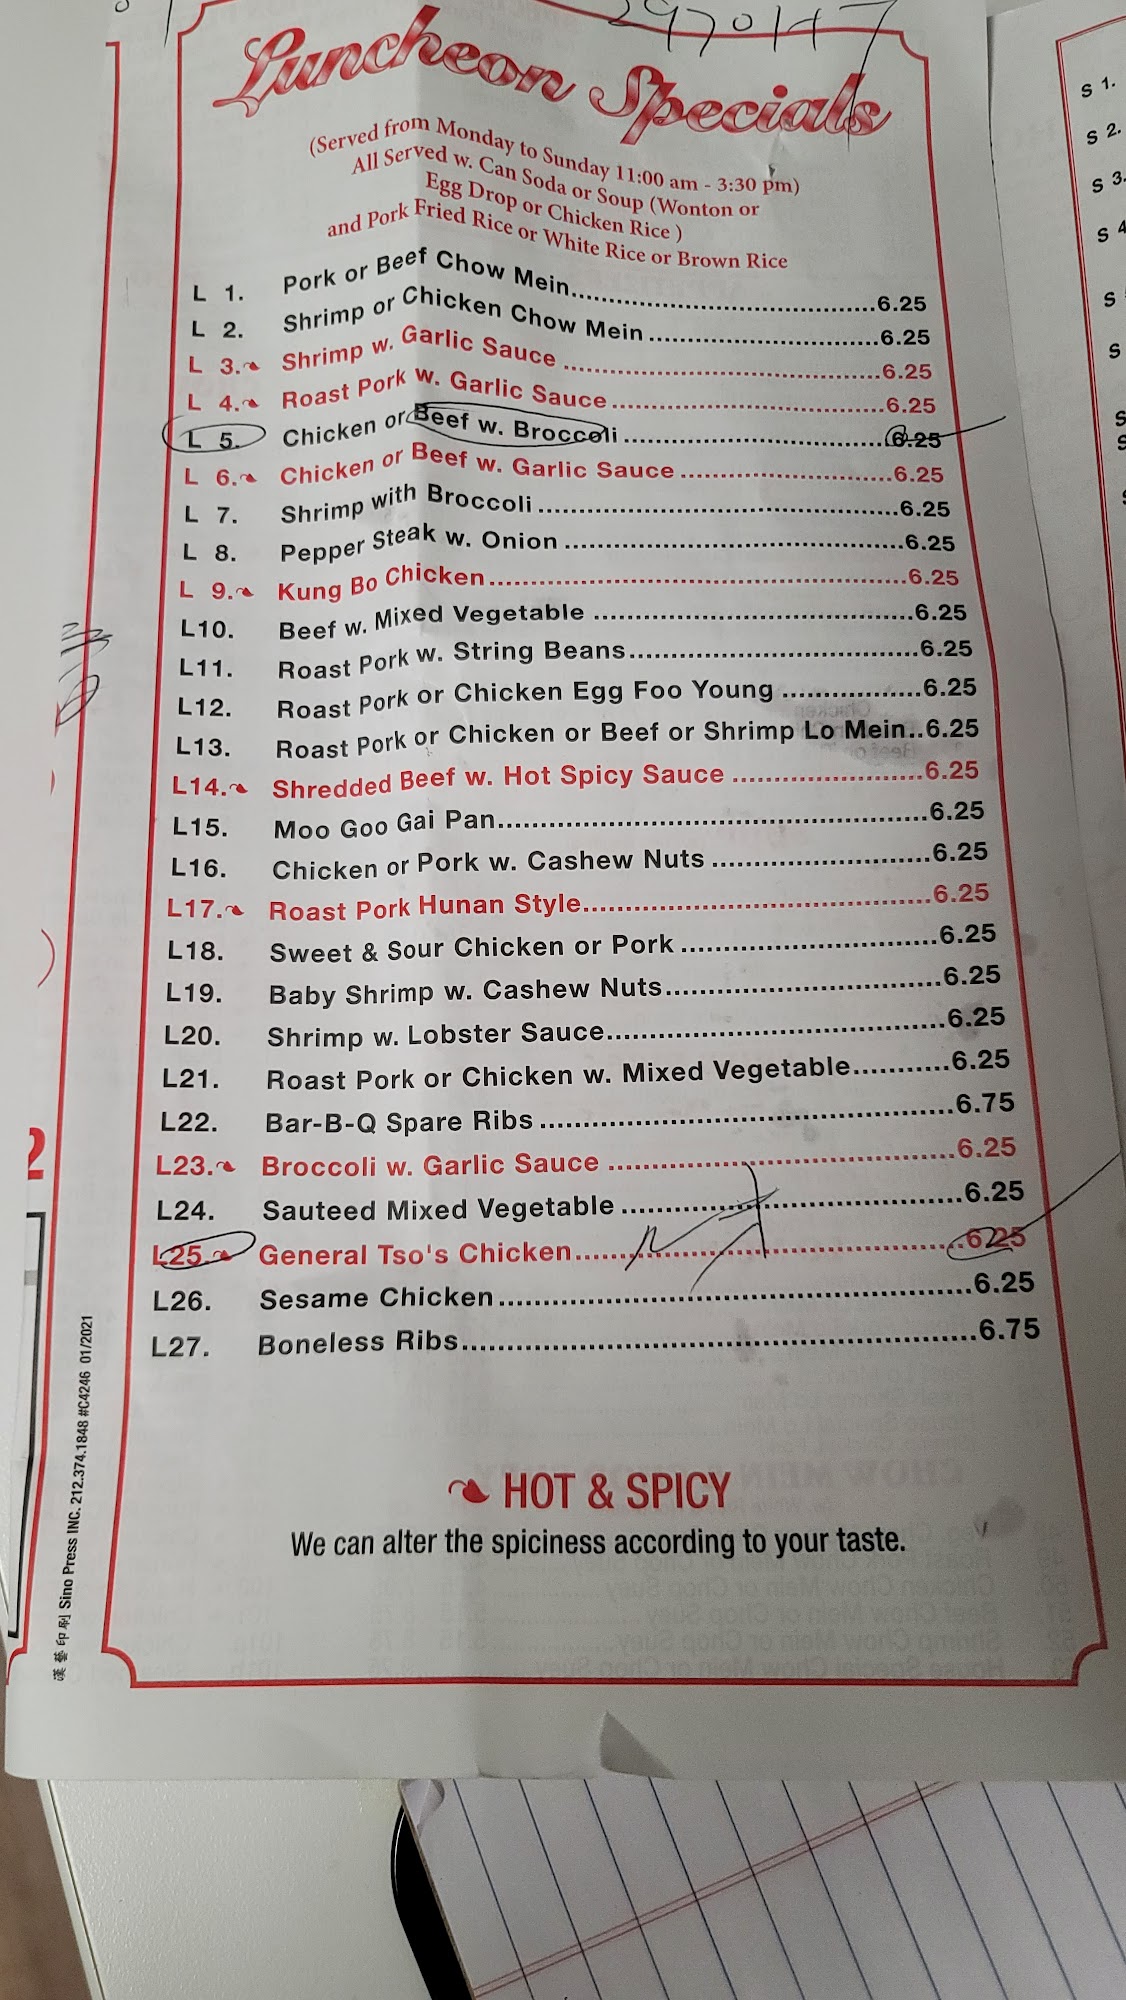 2970147
Luncheon Specials
(Served from Monday to Sunday 11:00 am - 3:30 pm)
All Served w. Can Soda or Soup (Wonton or
Egg Drop or Chicken Rice )
and Pork Fried Rice or White Rice or Brown Rice
L 1. Pork or Beef Chow Mein..........6.25
L 2. Shrimp or Chicken Chow Mein..........6.25
L 3. Shrimp w. Garlic Sauce..........6.25
L 4. Roast Pork w. Garlic Sauce..........6.25
L 5. Chicken or Beef w. Broccoli..........6.25
L 6. Chicken or Beef w. Garlic Sauce..........6.25
L 7. Shrimp with Broccoli..........6.25
L 8. Pepper Steak w. Onion..........6.25
L 9. Kung Bo Chicken..........6.25
L10. Beef w. Mixed Vegetable..........6.25
L11. Roast Pork w. String Beans..........6.25
L12. Roast Pork or Chicken Egg Foo Young..........6.25
L13. Roast Pork or Chicken or Beef or Shrimp Lo Mein..6.25
L14. Shredded Beef w. Hot Spicy Sauce..........6.25
L15. Moo Goo Gai Pan..........6.25
L16. Chicken or Pork w. Cashew Nuts..........6.25
L17. Roast Pork Hunan Style..........6.25
L18. Sweet & Sour Chicken or Pork..........6.25
L19. Baby Shrimp w. Cashew Nuts..........6.25
L20. Shrimp w. Lobster Sauce..........6.25
L21. Roast Pork or Chicken w. Mixed Vegetable..........6.25
L22. Bar-B-Q Spare Ribs..........6.75
L23. Broccoli w. Garlic Sauce..........6.25
L24. Sauteed Mixed Vegetable..........6.25
L25. General Tso's Chicken..........6.25
L26. Sesame Chicken..........6.25
L27. Boneless Ribs..........6.75
HOT & SPICY
We can alter the spiciness according to your taste.
漢藝印刷 Sino Press INC. 212.374.1848 #C4246 01/2021
2
S 1.
S 2.
S 3.
S 4
S
S
S
S